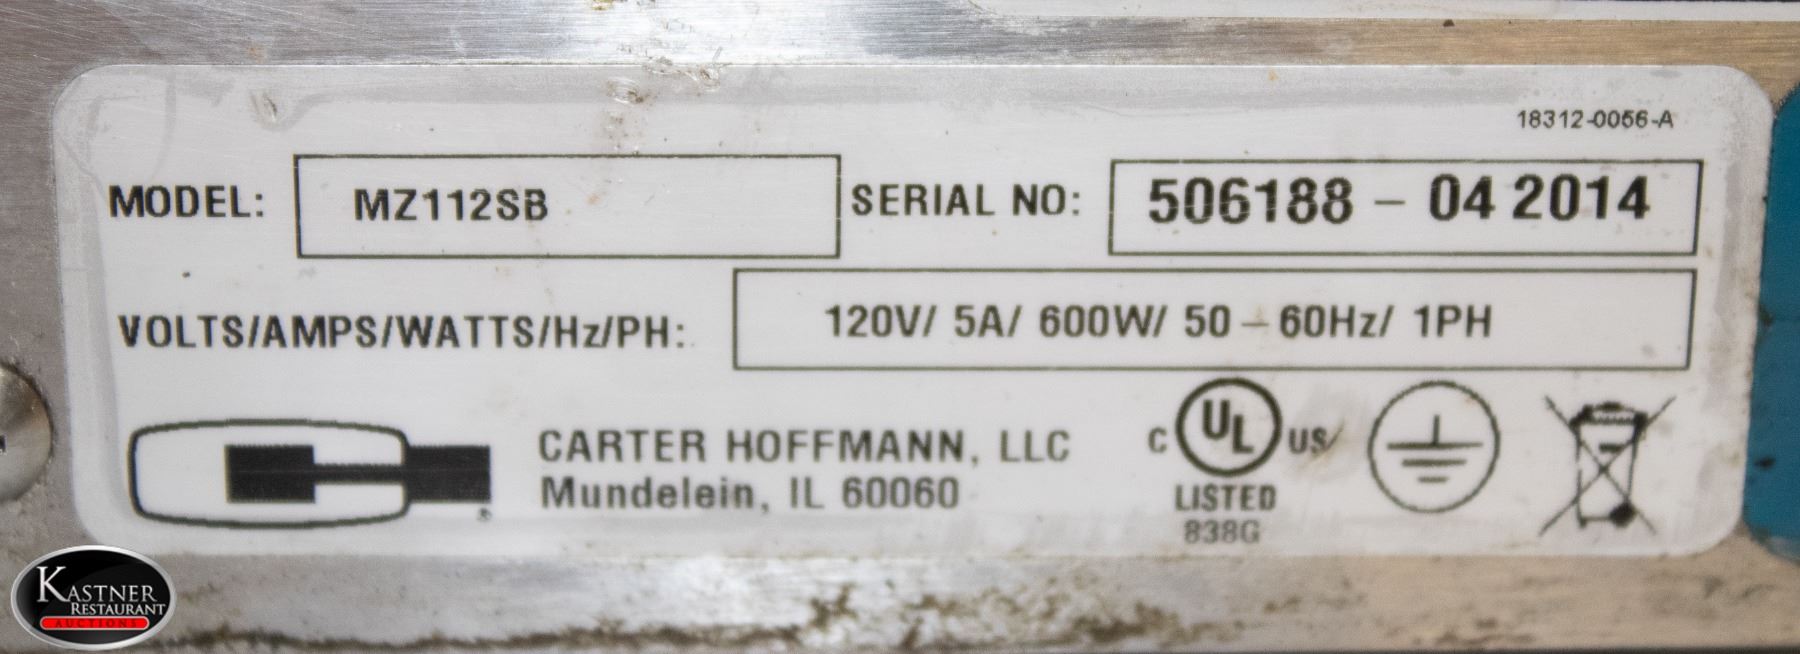 18312-0056-A
MODEL: MZ112SB SERIAL NO: 506188 - 04 2014
VOLTS/AMPS/WATTS/Hz/PH: 120V/ 5A/ 600W/ 50 - 60Hz/ 1PH
CARTER HOFFMANN, LLC
Mundelein, IL 60060
C UL US
LISTED
838G
KASTNER
RESTAURANT
AUCTIONS